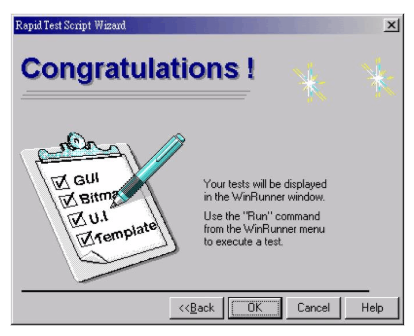 Rapid Test Script Wizard
Congratulations !
GUI
Bitmap
U.I
Template
Your tests will be displayed
in the WinRunner window.
Use the "Run" command
from the WinRunner menu
to execute a test.
<<Back
OK
Cancel
Help